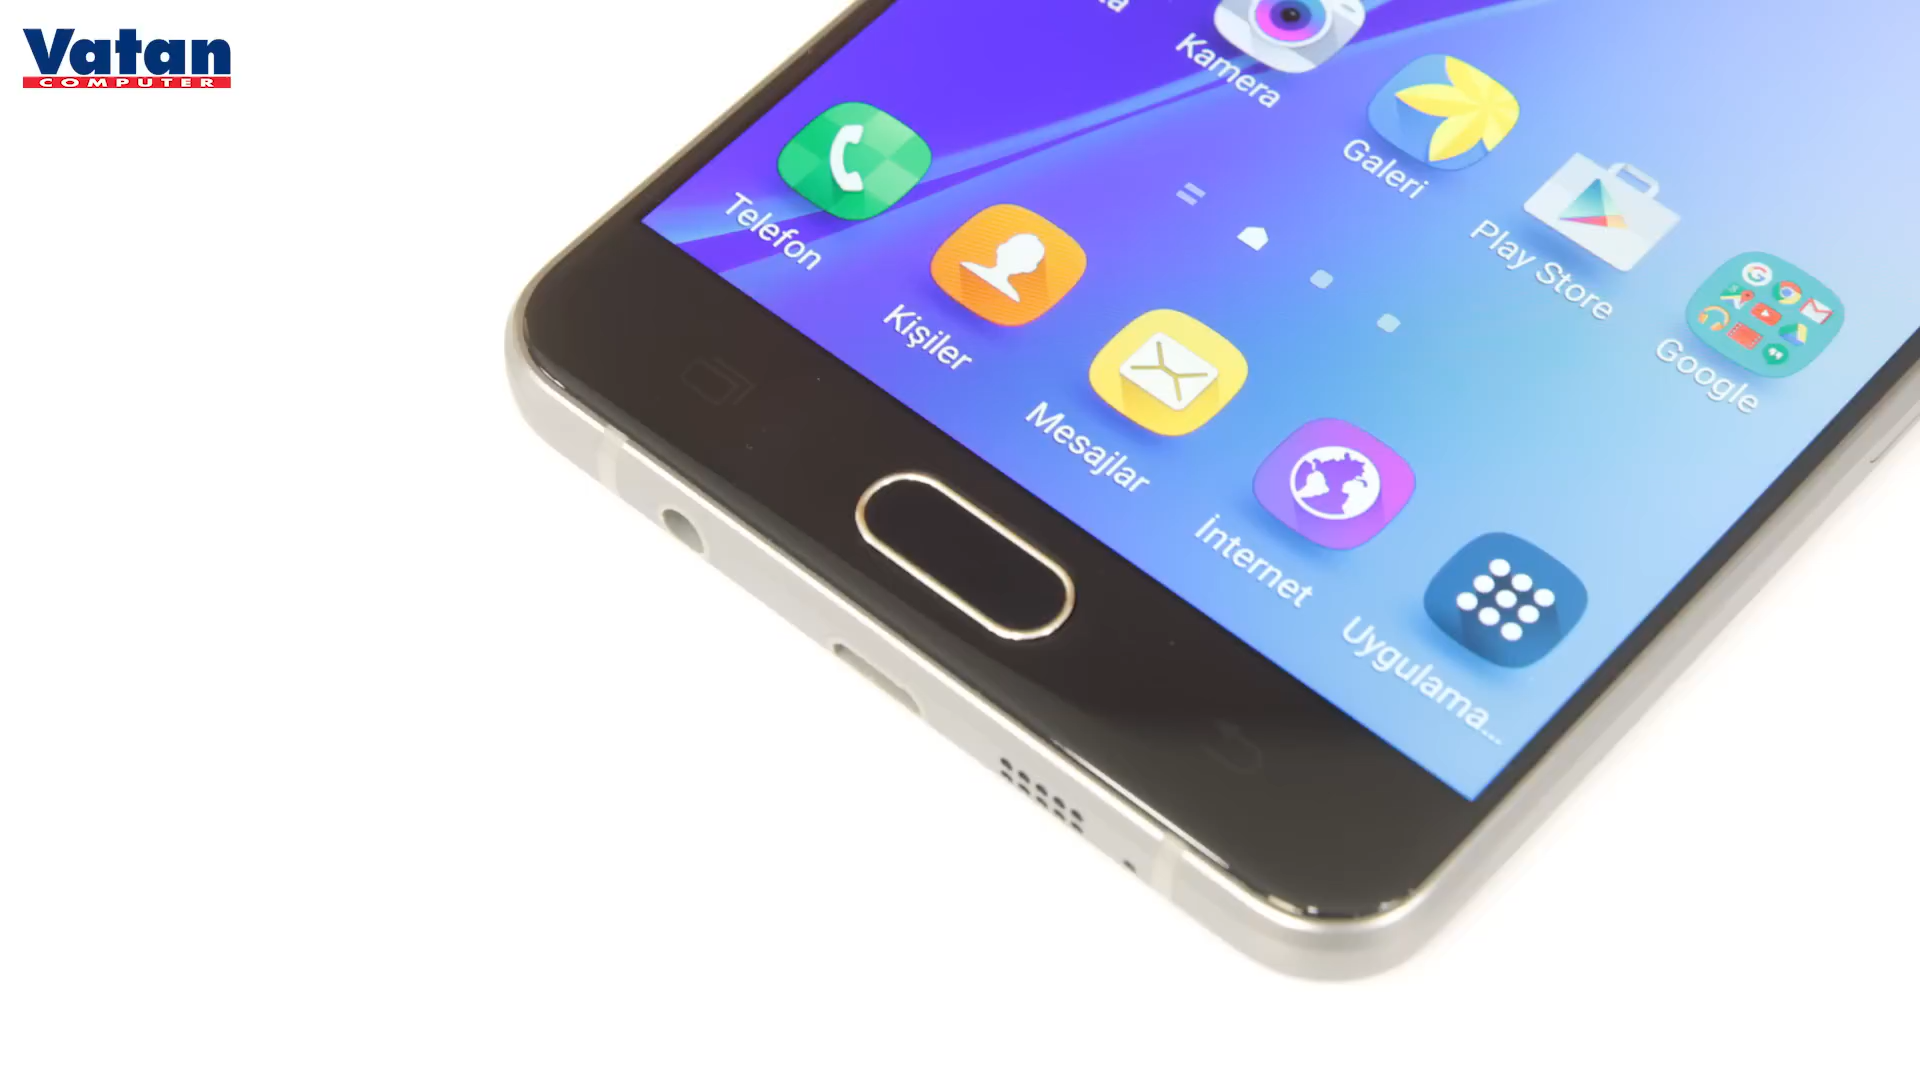 Vatan
COMPUTER
Kamera
Galeri
Play Store
Google
Telefon
Kişiler
Mesajlar
İnternet
Uygulama...